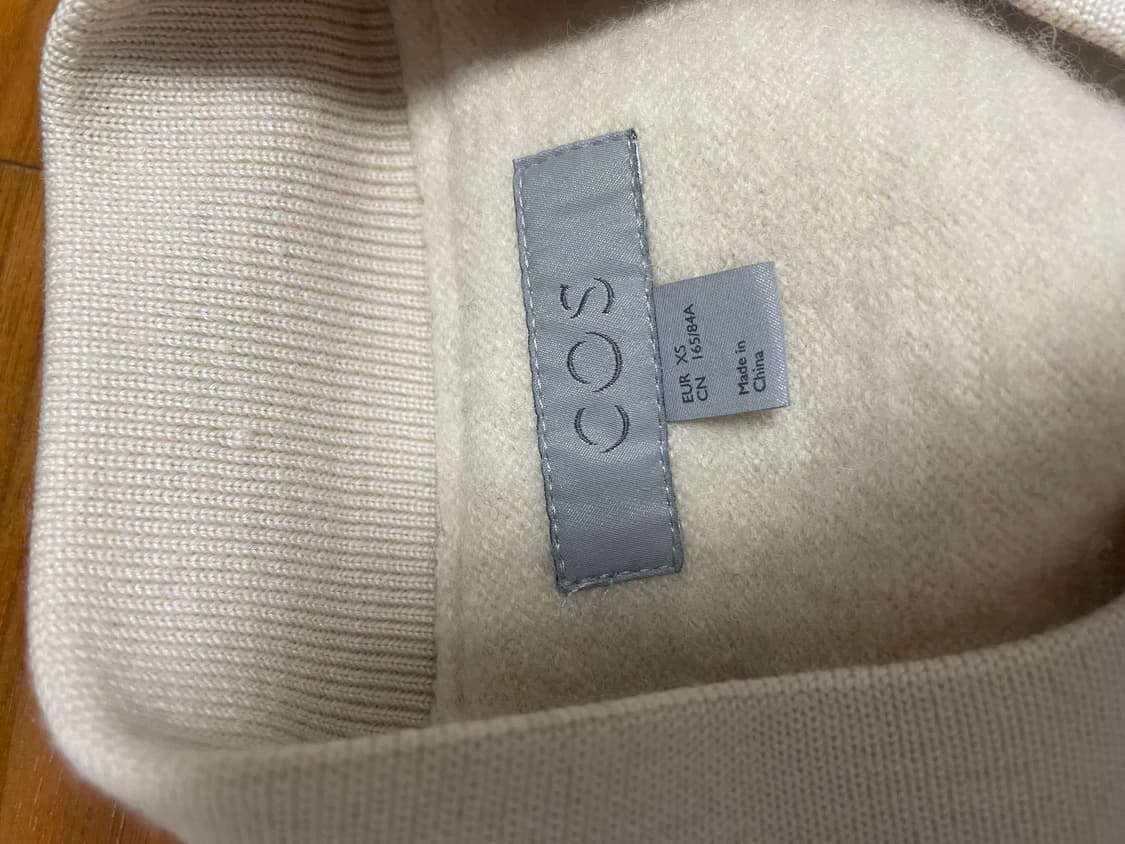 COS
EUR XS
CN 165/84A
Made in
China